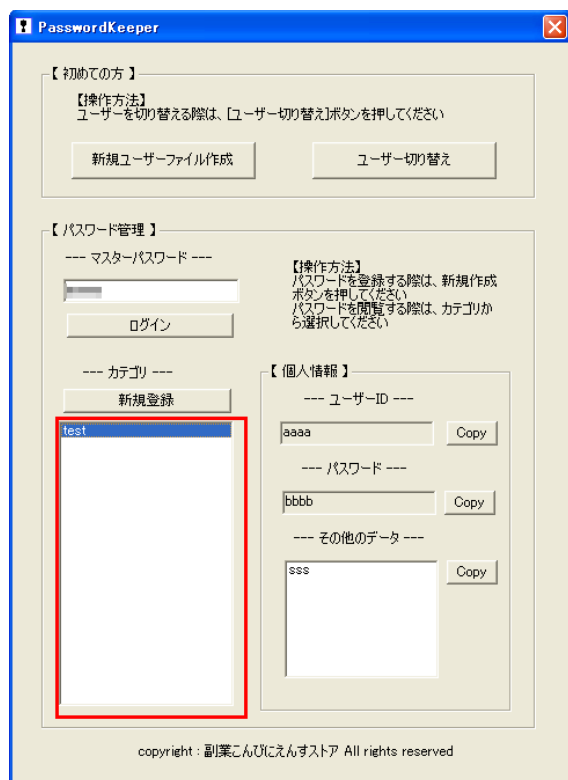 PasswordKeeper
【 初めての方 】
【操作方法】
ユーザーを切り替える際は、[ユーザー切り替え]ボタンを押してください
新規ユーザーファイル作成
ユーザー切り替え
【 パスワード管理 】
--- マスターパスワード ---
ログイン
【操作方法】
パスワードを登録する際は、新規作成
ボタンを押してください
パスワードを閲覧する際は、カテゴリか
ら選択してください
--- カテゴリ ---
新規登録
test
【 個人情報 】
--- ユーザーID ---
aaaa
Copy
--- パスワード ---
bbbb
Copy
--- その他のデータ ---
sss
Copy
copyright : 副業こんびにえんすストア All rights reserved